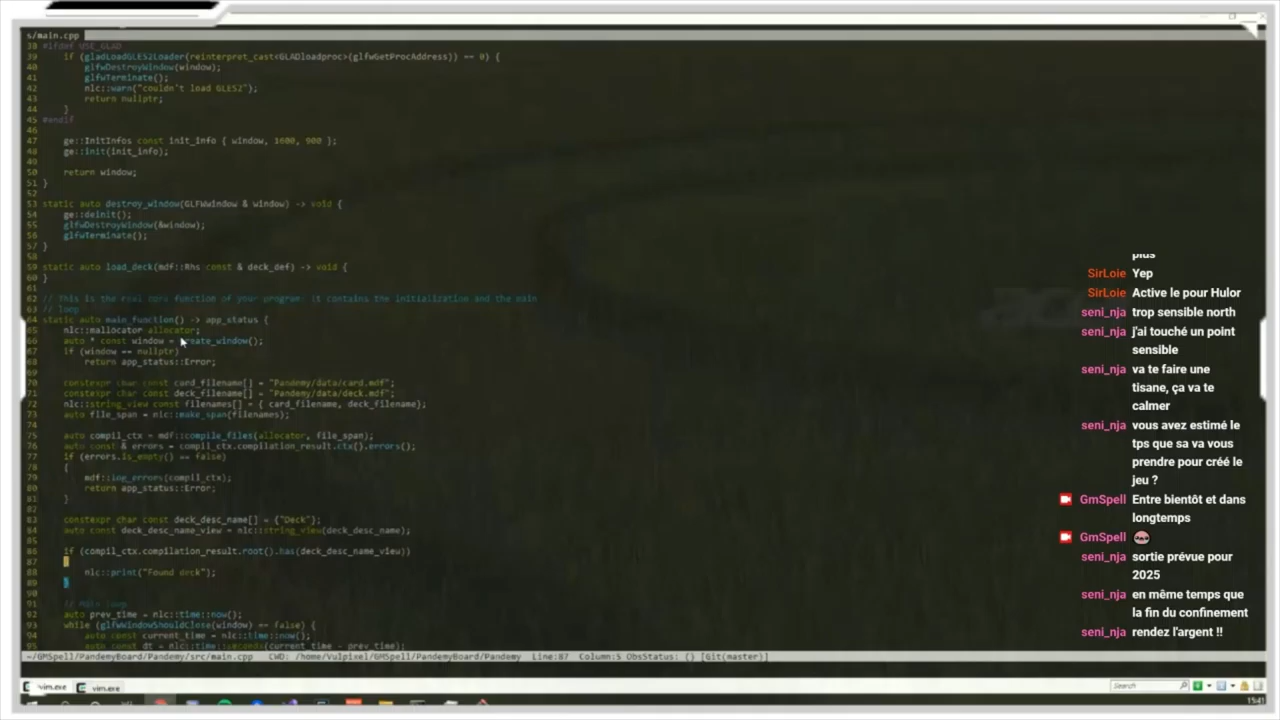 s/main.cpp
38 #ifdef USE_GLAD
39 if (gladLoadGLES2Loader(reinterpret_cast<GLADloadproc>(glfwGetProcAddress)) == 0) {
40 glfwDestroyWindow(window);
41 glfwTerminate();
42 nlc::warn("couldn't load GLES2");
43 return nullptr;
44 }
45 #endif
46
47 ge::InitInfos const init_info { window, 1600, 900 };
48 ge::init(init_info);
49
50 return window;
51 }
52
53 static auto destroy_window(GLFWwindow & window) -> void {
54 ge::deinit();
55 glfwDestroyWindow(&window);
56 glfwTerminate();
57 }
58
59 static auto load_deck(mdf::Rhs const & deck_def) -> void {
60 }
61
62 // This is the real core function of your program: it contains the initialization and the main
63 // loop
64 static auto main_function() -> app_status {
65 nlc::mallocator allocator;
66 auto * const window = create_window();
67 if (window == nullptr)
68 return app_status::Error;
69
70 constexpr char const card_filename[] = "Pandemy/data/card.mdf";
71 constexpr char const deck_filename[] = "Pandemy/data/deck.mdf";
72 nlc::string_view const filenames[] = { card_filename, deck_filename};
73 auto file_span = nlc::make_span(filenames);
74
75 auto compil_ctx = mdf::compile_files(allocator, file_span);
76 auto const & errors = compil_ctx.compilation_result.ctx().errors();
77 if (errors.is_empty() == false)
78 {
79 mdf::log_errors(compil_ctx);
80 return app_status::Error;
81 }
82
83 constexpr char const deck_desc_name[] = {"Deck"};
84 auto const deck_desc_name_view = nlc::string_view(deck_desc_name);
85
86 if (compil_ctx.compilation_result.root().has(deck_desc_name_view))
87 {
88 nlc::print("Found deck");
89 }
90
91 // Main loop
92 auto prev_time = nlc::time::now();
93 while (glfwWindowShouldClose(window) == false) {
94 auto const current_time = nlc::time::now();
95 auto const dt = nlc::time::seconds(current_time - prev_time);
~/GMSpell/PandemyBoard/Pandemy/src/main.cpp CWD: /home/Vulpixel/GMSpell/PandemyBoard/Pandemy Line:87 Column:5 ObsStatus: {} [Git(master)]
vim.exe vim.exe
Search
15:41
plus
SirLoie Yep
SirLoie Active le pour Hulor
seni_nja trop sensible north
seni_nja j'ai touché un point
sensible
seni_nja va te faire une
tisane, ça va te
calmer
seni_nja vous avez estimé le
tps que sa va vous
prendre pour créé le
jeu ?
GmSpell Entre bientôt et dans
longtemps
GmSpell
seni_nja sortie prévue pour
2025
seni_nja en même temps que
la fin du confinement
seni_nja rendez l'argent !!